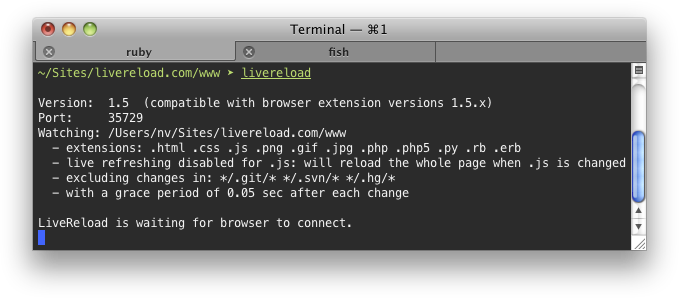 Terminal — ⌘1
ruby
fish
~/Sites/livereload.com/www ➤ livereload
Version:  1.5  (compatible with browser extension versions 1.5.x)
Port:     35729
Watching: /Users/nv/Sites/livereload.com/www
  - extensions: .html .css .js .png .gif .jpg .php .php5 .py .rb .erb
  - live refreshing disabled for .js: will reload the whole page when .js is changed
  - excluding changes in: */.git/* */.svn/* */.hg/*
  - with a grace period of 0.05 sec after each change
LiveReload is waiting for browser to connect.